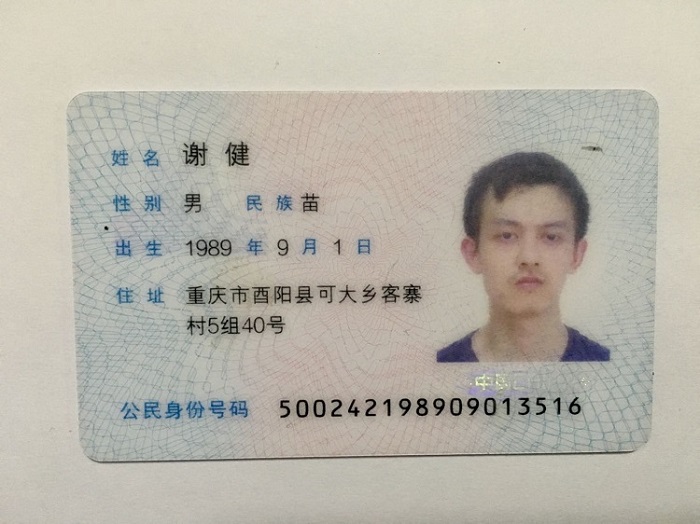 姓名 谢健
性别 男 民族 苗
出生 1989 年 9 月 1 日
住址 重庆市酉阳县可大乡客寨
村5组40号
公民身份号码 500242198909013516